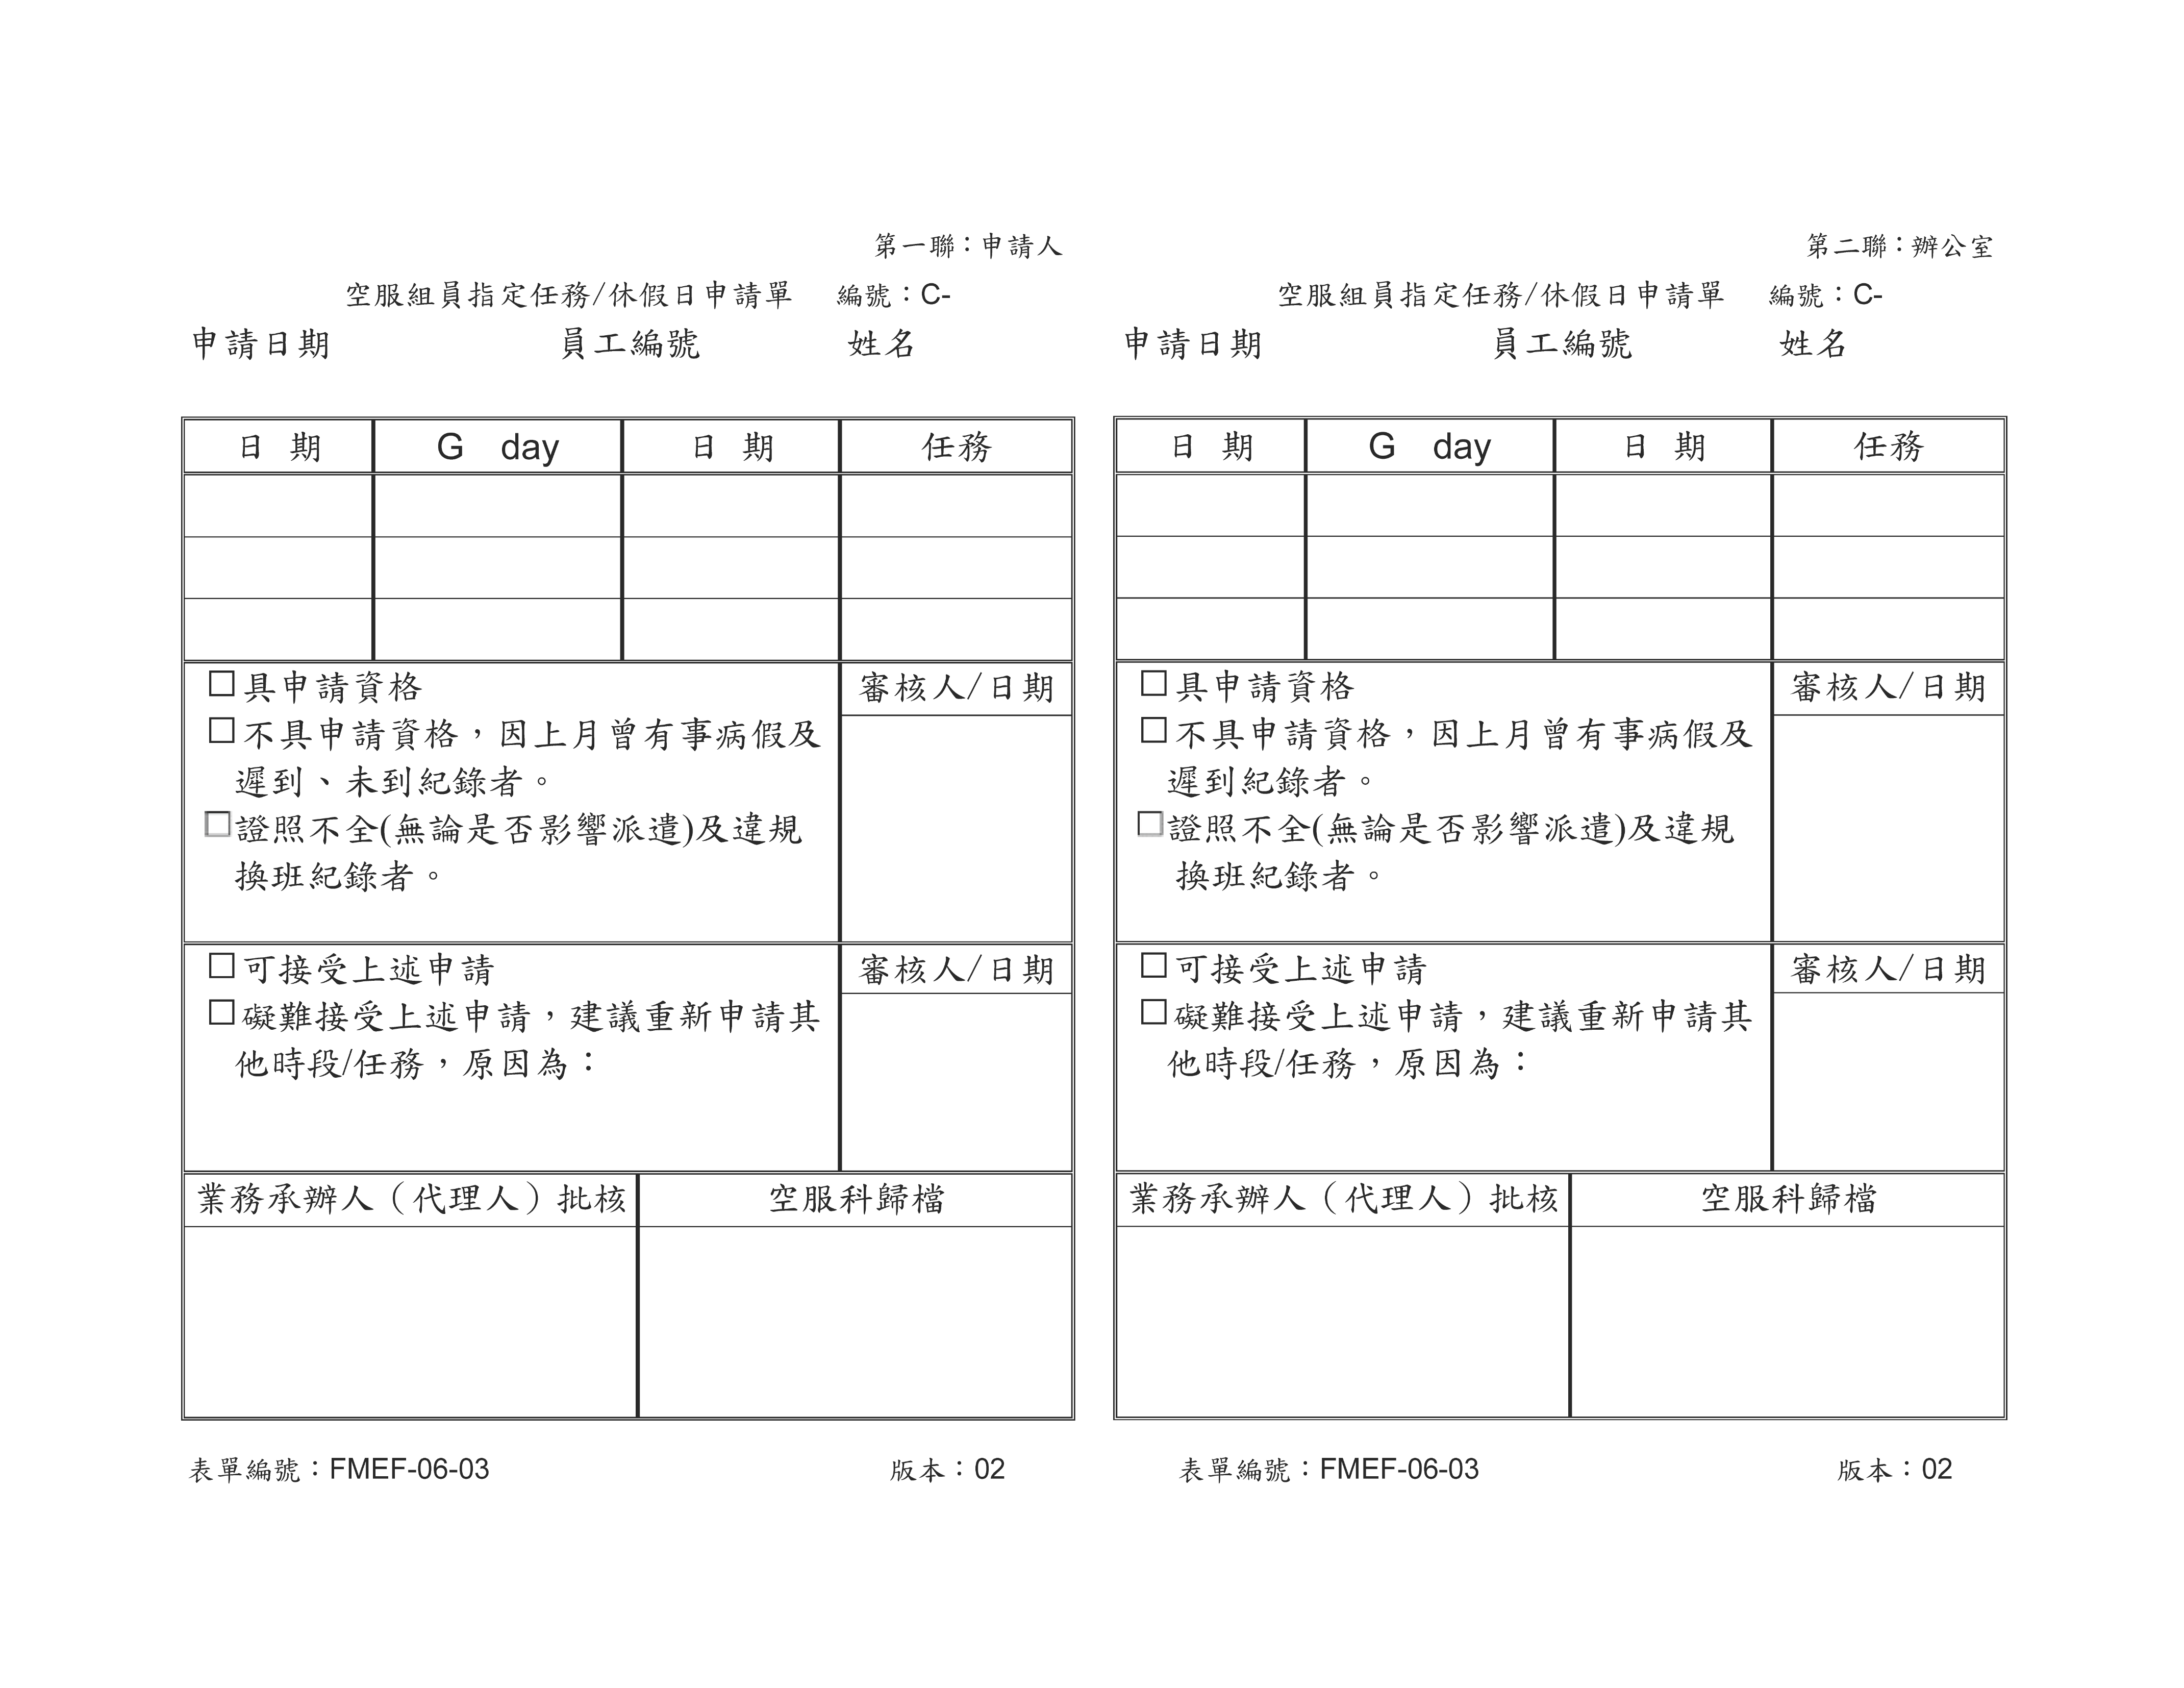 第一聯：申請人
空服組員指定任務/休假日申請單 編號：C-
申請日期 員工編號 姓名
日 期 G day 日 期 任務
□具申請資格
□不具申請資格，因上月曾有事病假及
遲到、未到紀錄者。
□證照不全(無論是否影響派遣)及違規
換班紀錄者。
審核人/日期
□可接受上述申請
□礙難接受上述申請，建議重新申請其
他時段/任務，原因為：
審核人/日期
業務承辦人（代理人）批核 空服科歸檔
表單編號：FMEF-06-03 版本：02
第二聯：辦公室
空服組員指定任務/休假日申請單 編號：C-
申請日期 員工編號 姓名
日 期 G day 日 期 任務
□具申請資格
□不具申請資格，因上月曾有事病假及
遲到紀錄者。
□證照不全(無論是否影響派遣)及違規
換班紀錄者。
審核人/日期
□可接受上述申請
□礙難接受上述申請，建議重新申請其
他時段/任務，原因為：
審核人/日期
業務承辦人（代理人）批核 空服科歸檔
表單編號：FMEF-06-03 版本：02